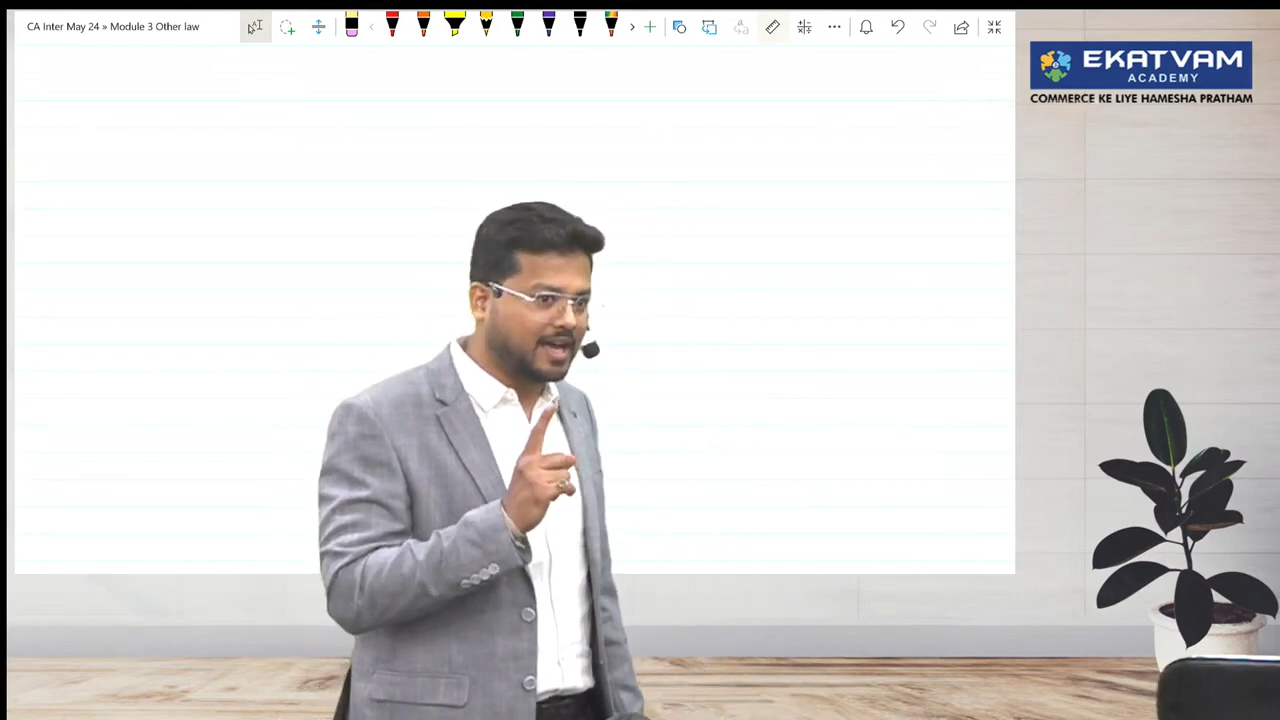 CA Inter May 24 » Module 3 Other law
EKATVAM
ACADEMY
COMMERCE KE LIYE HAMESHA PRATHAM